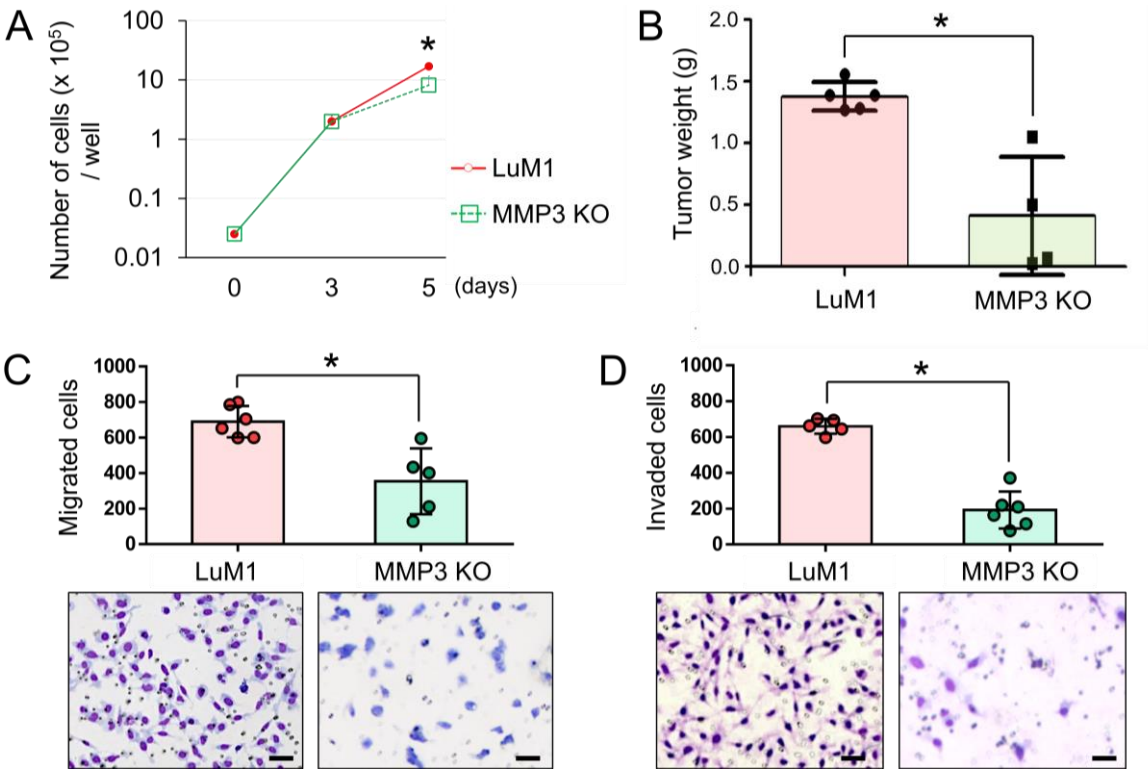 A
Number of cells (x 10⁵)
/ well
100
10
1
0.1
0.01
*
0
3
5
(days)
LuM1
MMP3 KO
B
Tumor weight (g)
2.0
1.5
1.0
0.5
0.0
*
LuM1
MMP3 KO
C
Migrated cells
1000
800
600
400
200
0
*
LuM1
MMP3 KO
D
Invaded cells
1000
800
600
400
200
0
*
LuM1
MMP3 KO